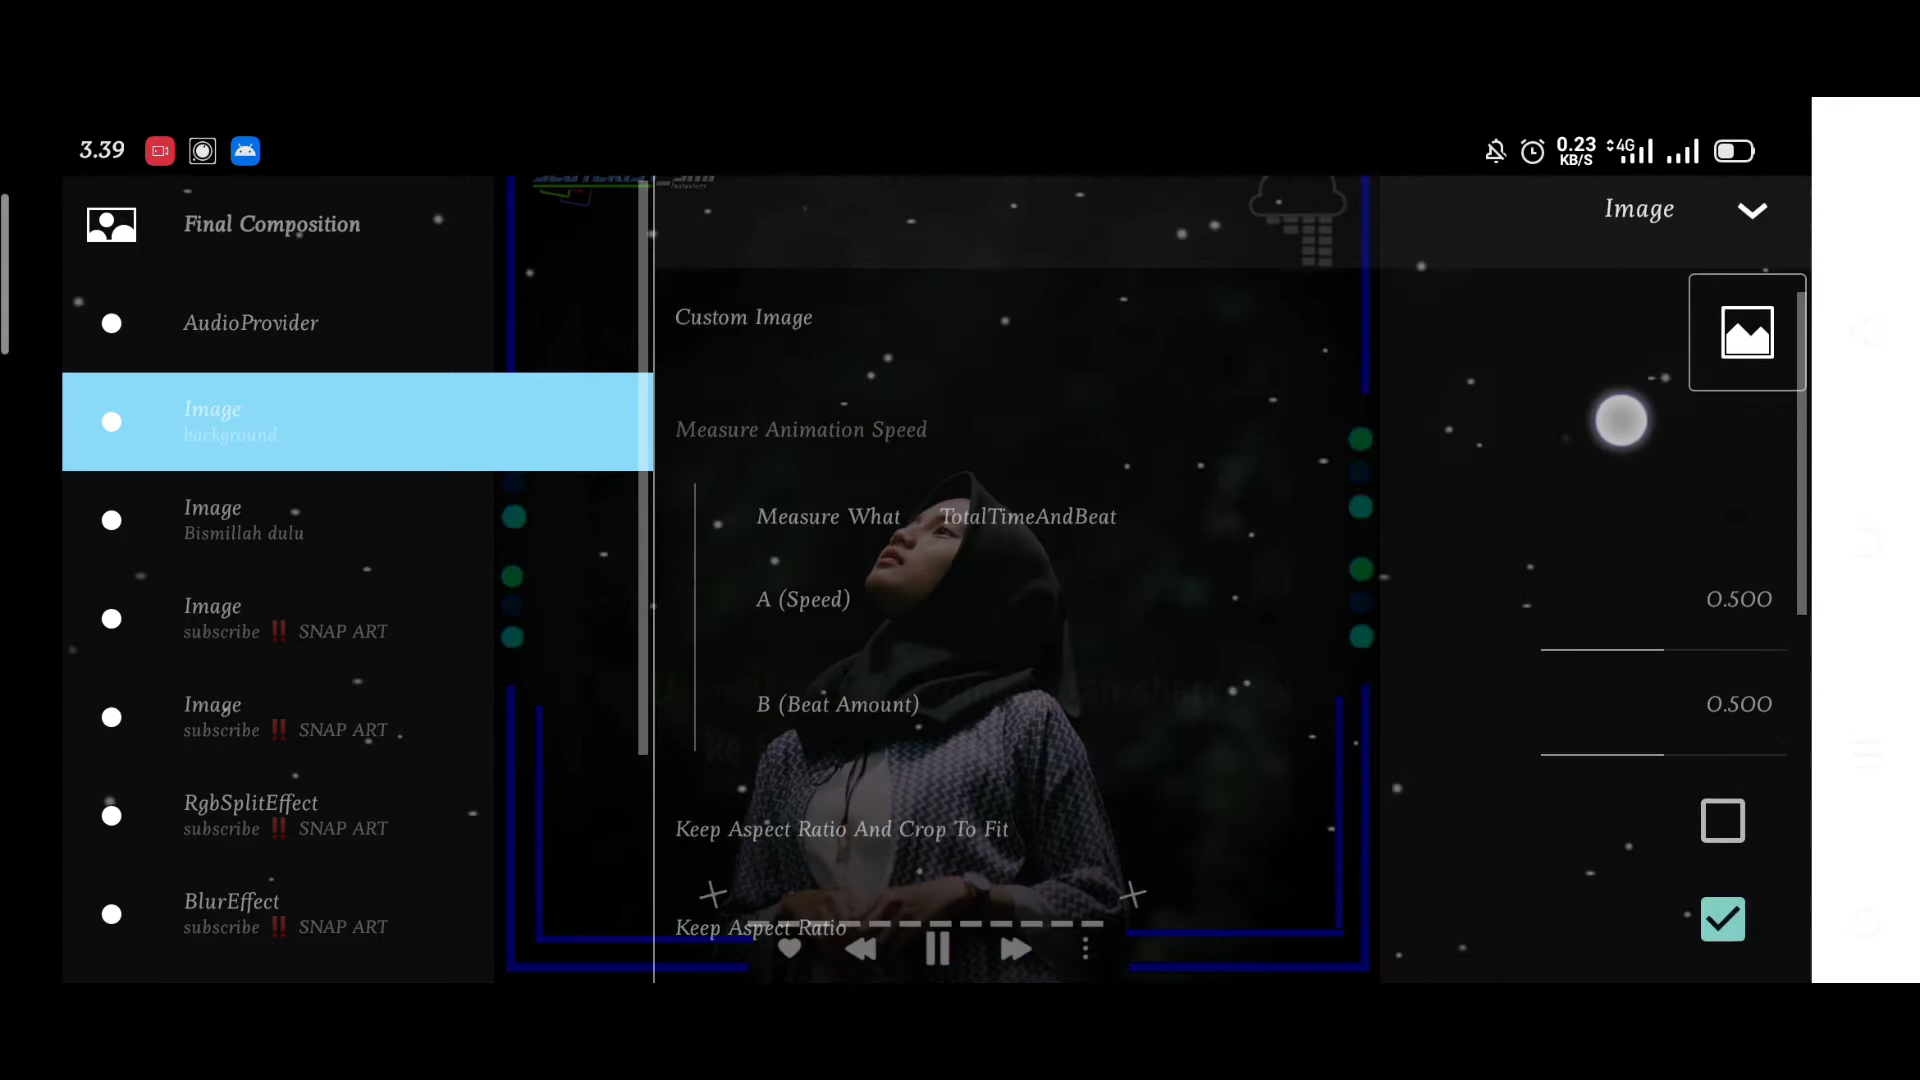 3.39
0.23
KB/S
4G
Final Composition
Image
AudioProvider
Custom Image
Image
background
Measure Animation Speed
Image
Bismillah dulu
Measure What TotalTimeAndBeat
Image
subscribe ‼️ SNAP ART
A (Speed)
0.500
Image
subscribe ‼️ SNAP ART
B (Beat Amount)
0.500
RgbSplitEffect
subscribe ‼️ SNAP ART
Keep Aspect Ratio And Crop To Fit
BlurEffect
subscribe ‼️ SNAP ART
Keep Aspect Ratio